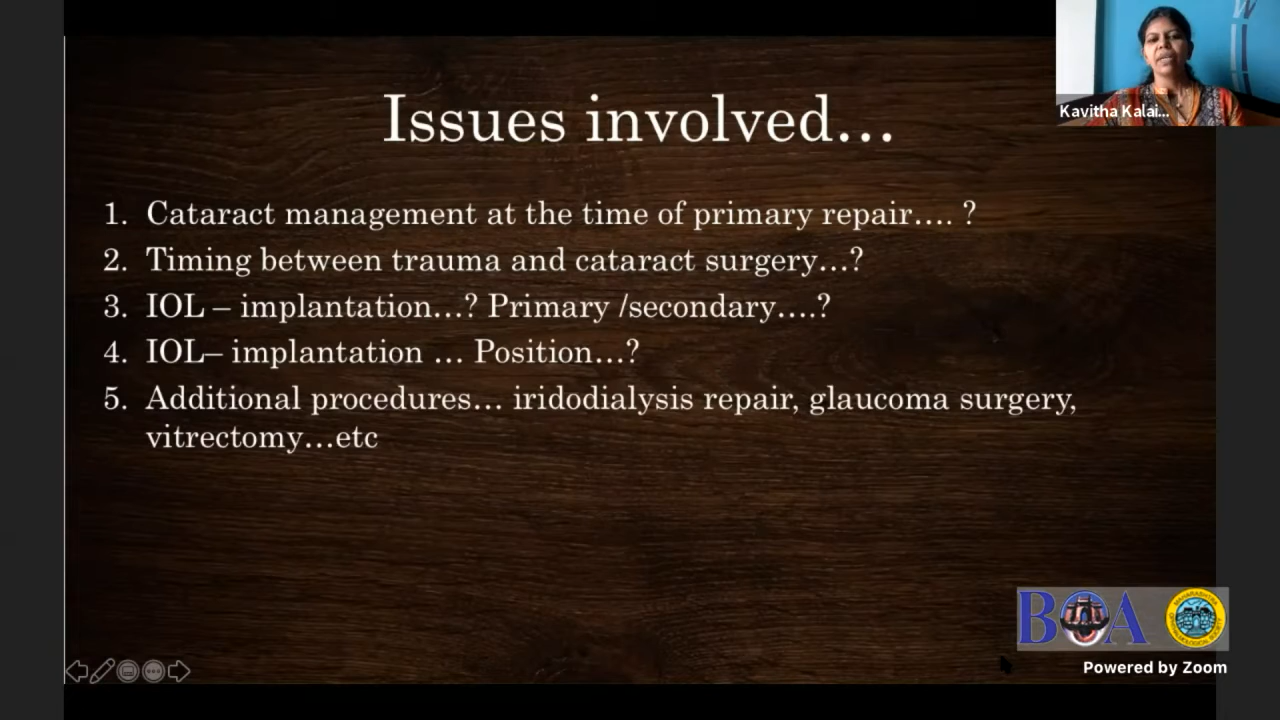 Kavitha Kalai...
Issues involved...
1. Cataract management at the time of primary repair.... ?
2. Timing between trauma and cataract surgery...?
3. IOL – implantation...? Primary /secondary....?
4. IOL– implantation ... Position...?
5. Additional procedures... iridodialysis repair, glaucoma surgery,
vitrectomy...etc
BOA
Powered by Zoom